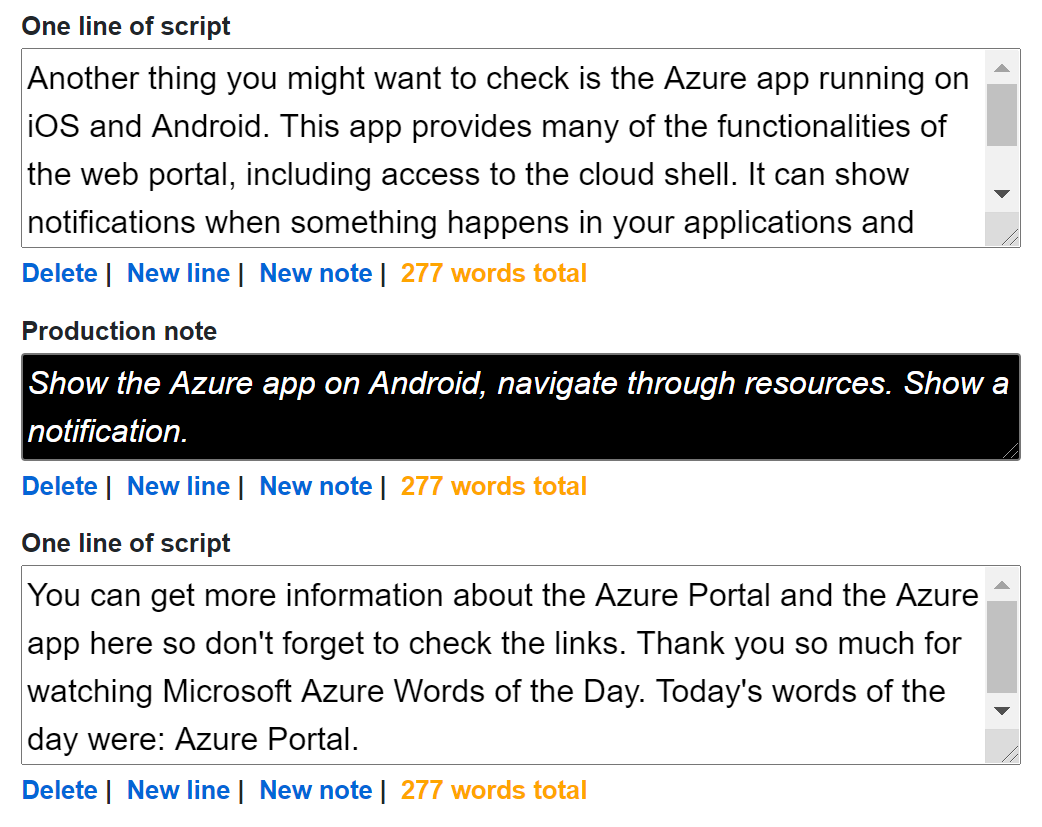 One line of script
Another thing you might want to check is the Azure app running on
iOS and Android. This app provides many of the functionalities of
the web portal, including access to the cloud shell. It can show
notifications when something happens in your applications and
Delete | New line | New note | 277 words total
Production note
Show the Azure app on Android, navigate through resources. Show a
notification.
Delete | New line | New note | 277 words total
One line of script
You can get more information about the Azure Portal and the Azure
app here so don't forget to check the links. Thank you so much for
watching Microsoft Azure Words of the Day. Today's words of the
day were: Azure Portal.
Delete | New line | New note | 277 words total